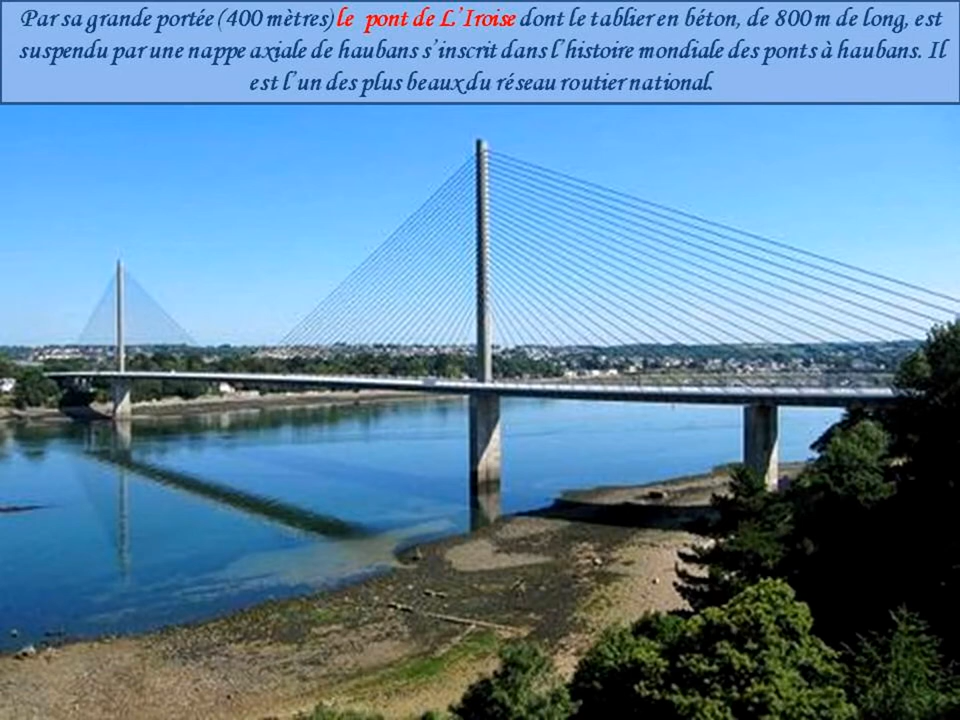 Par sa grande portée (400 mètres) le pont de L'Iroise dont le tablier en béton, de 800 m de long, est
suspendu par une nappe axiale de haubans s'inscrit dans l'histoire mondiale des ponts à haubans. Il
est l'un des plus beaux du réseau routier national.